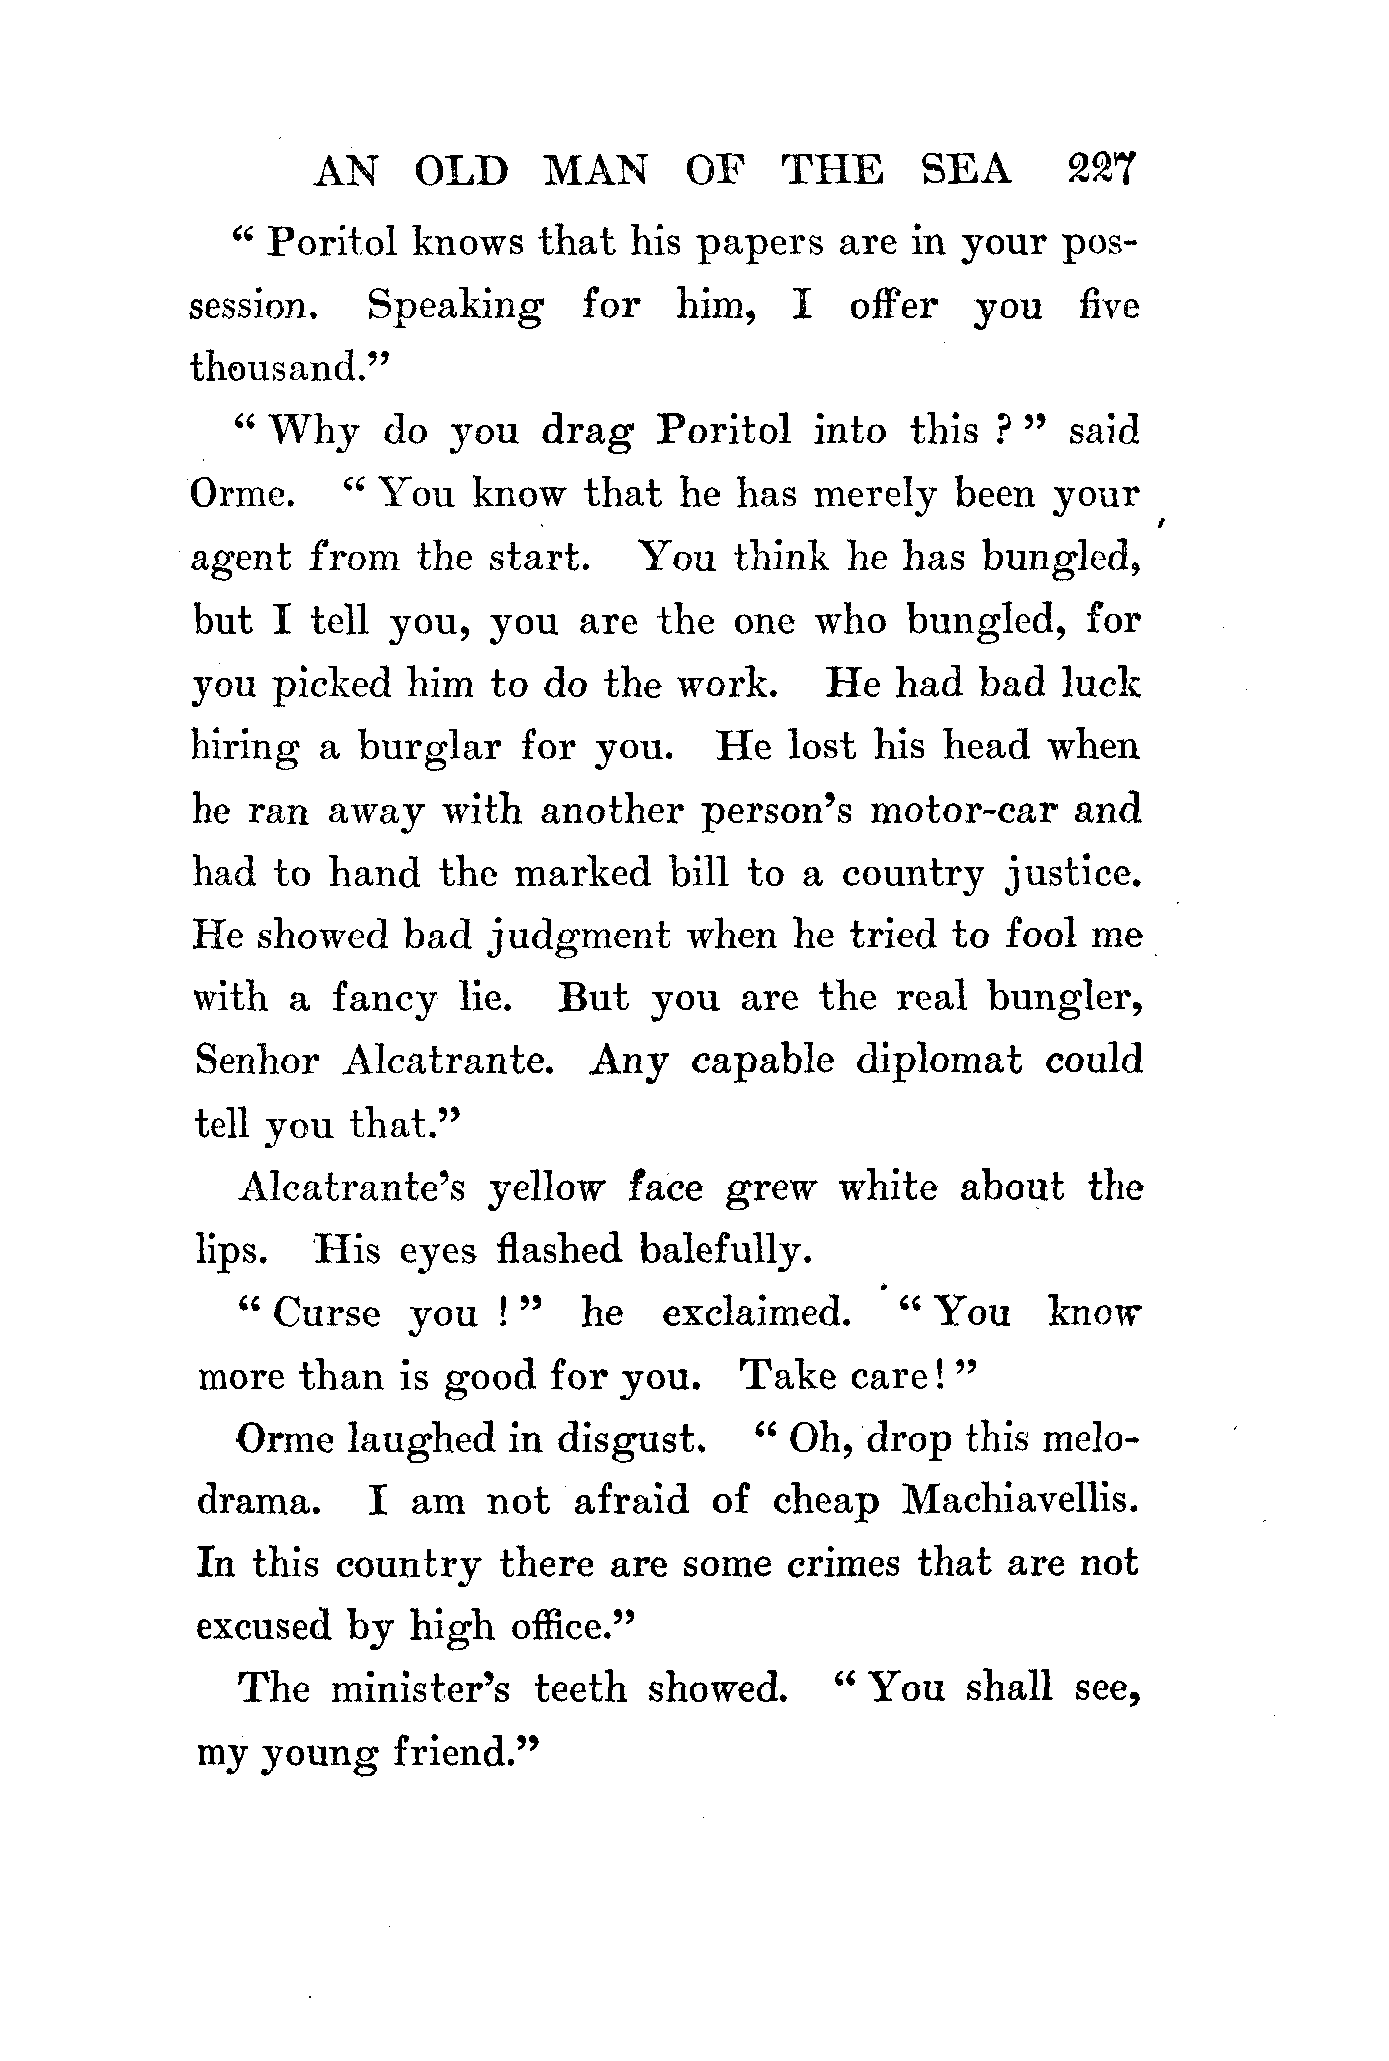 AN OLD MAN OF THE SEA 227
“ Poritol knows that his papers are in your pos-
session. Speaking for him, I offer you five
thousand.”
“ Why do you drag Poritol into this ? ” said
Orme. “ You know that he has merely been your
agent from the start. You think he has bungled,
but I tell you, you are the one who bungled, for
you picked him to do the work. He had bad luck
hiring a burglar for you. He lost his head when
he ran away with another person’s motor-car and
had to hand the marked bill to a country justice.
He showed bad judgment when he tried to fool me
with a fancy lie. But you are the real bungler,
Senhor Alcatrante. Any capable diplomat could
tell you that.”
Alcatrante’s yellow face grew white about the
lips. His eyes flashed balefully.
“ Curse you ! ” he exclaimed. “ You know
more than is good for you. Take care! ”
Orme laughed in disgust. “ Oh, drop this melo-
drama. I am not afraid of cheap Machiavellis.
In this country there are some crimes that are not
excused by high office.”
The minister’s teeth showed. “ You shall see,
my young friend.”